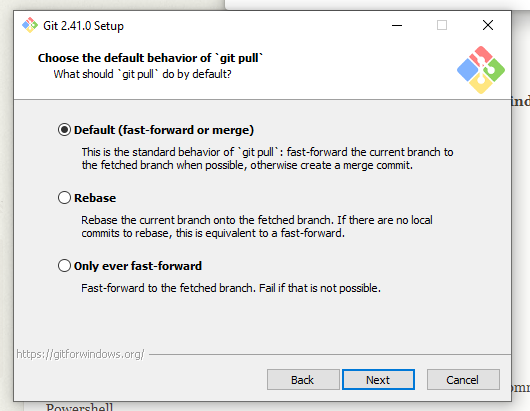 Git 2.41.0 Setup
Choose the default behavior of `git pull`
What should `git pull` do by default?
Default (fast-forward or merge)
This is the standard behavior of `git pull`: fast-forward the current branch to
the fetched branch when possible, otherwise create a merge commit.
Rebase
Rebase the current branch onto the fetched branch. If there are no local
commits to rebase, this is equivalent to a fast-forward.
Only ever fast-forward
Fast-forward to the fetched branch. Fail if that is not possible.
https://gitforwindows.org/
Back
Next
Cancel
Powershell